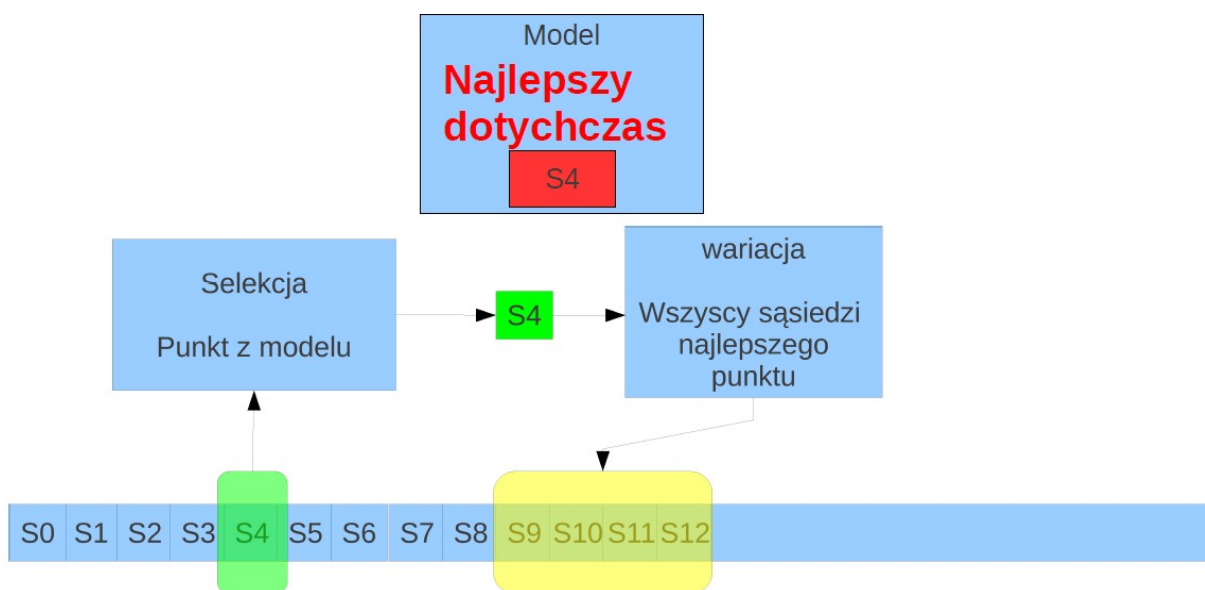 Model
Najlepszy
dotychczas
S4
Selekcja
Punkt z modelu
S4
wariacja
Wszyscy sąsiedzi
najlepszego
punktu
S0 S1 S2 S3 S4 S5 S6 S7 S8 S9 S10 S11 S12